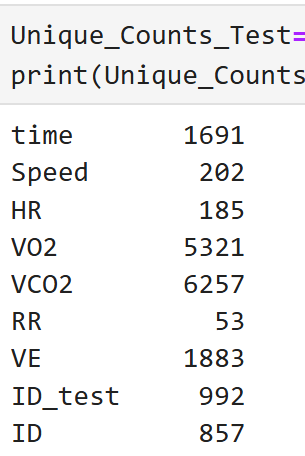 Unique_Counts_Test=
print(Unique_Counts
time 1691
Speed 202
HR 185
VO2 5321
VCO2 6257
RR 53
VE 1883
ID_test 992
ID 857